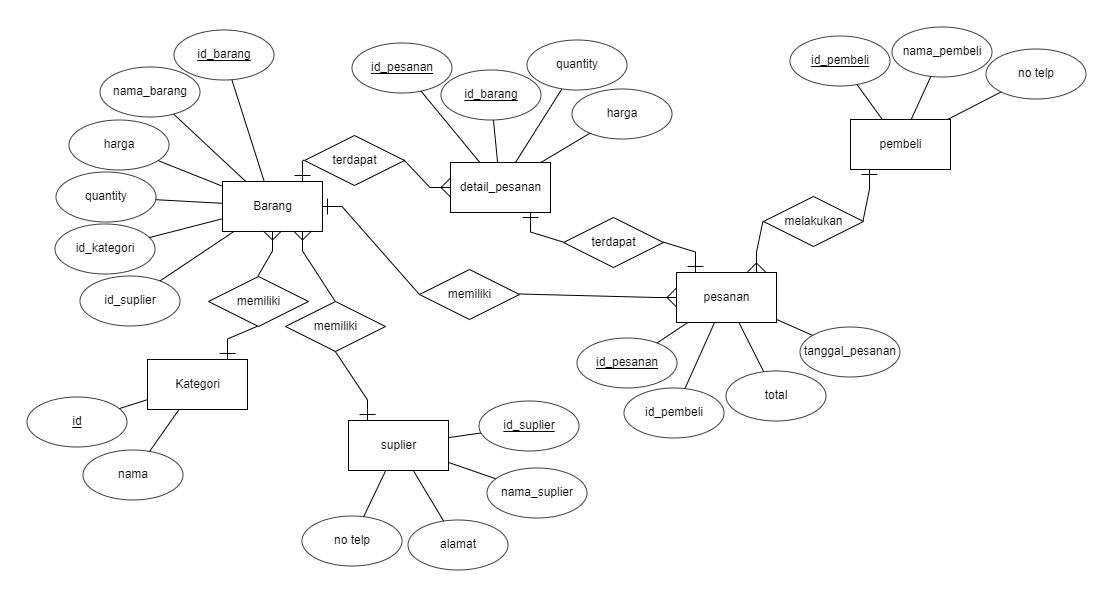 id_barang
nama_barang
harga
quantity
id_kategori
id_suplier
Barang
terdapat
id_pesanan
id_barang
quantity
harga
detail_pesanan
id_pembeli
nama_pembeli
no telp
pembeli
melakukan
terdapat
memiliki
memiliki
memiliki
pesanan
id_pesanan
id_pembeli
total
tanggal_pesanan
Kategori
id
nama
suplier
id_suplier
nama_suplier
no telp
alamat